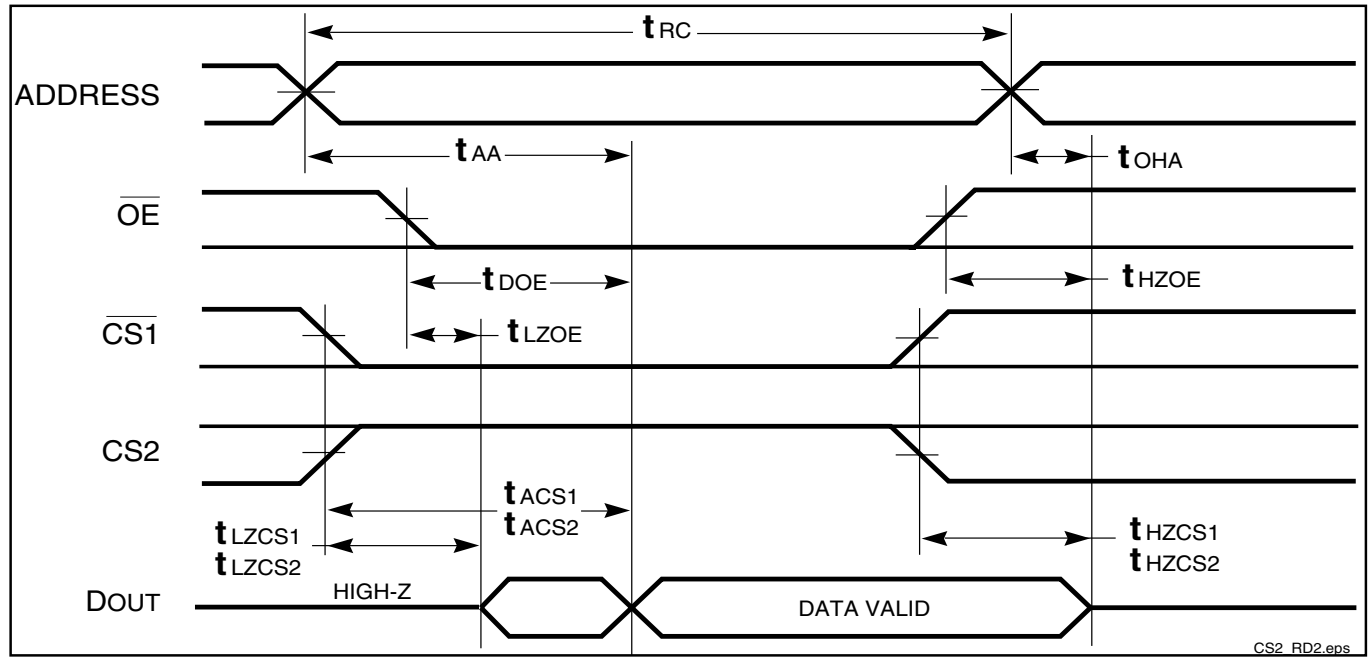 tRC
ADDRESS
tAA
tOHA
OE
tDOE
tHZOE
CS1
tLZOE
CS2
tACS1
tACS2
tLZCS1
tLZCS2
tHZCS1
tHZCS2
HIGH-Z
DOUT
DATA VALID
CS2_RD2.eps